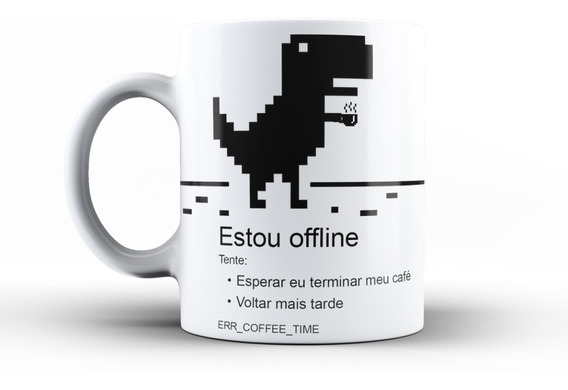 Estou offline
Tente:
• Esperar eu terminar meu café
• Voltar mais tarde
ERR_COFFEE_TIME